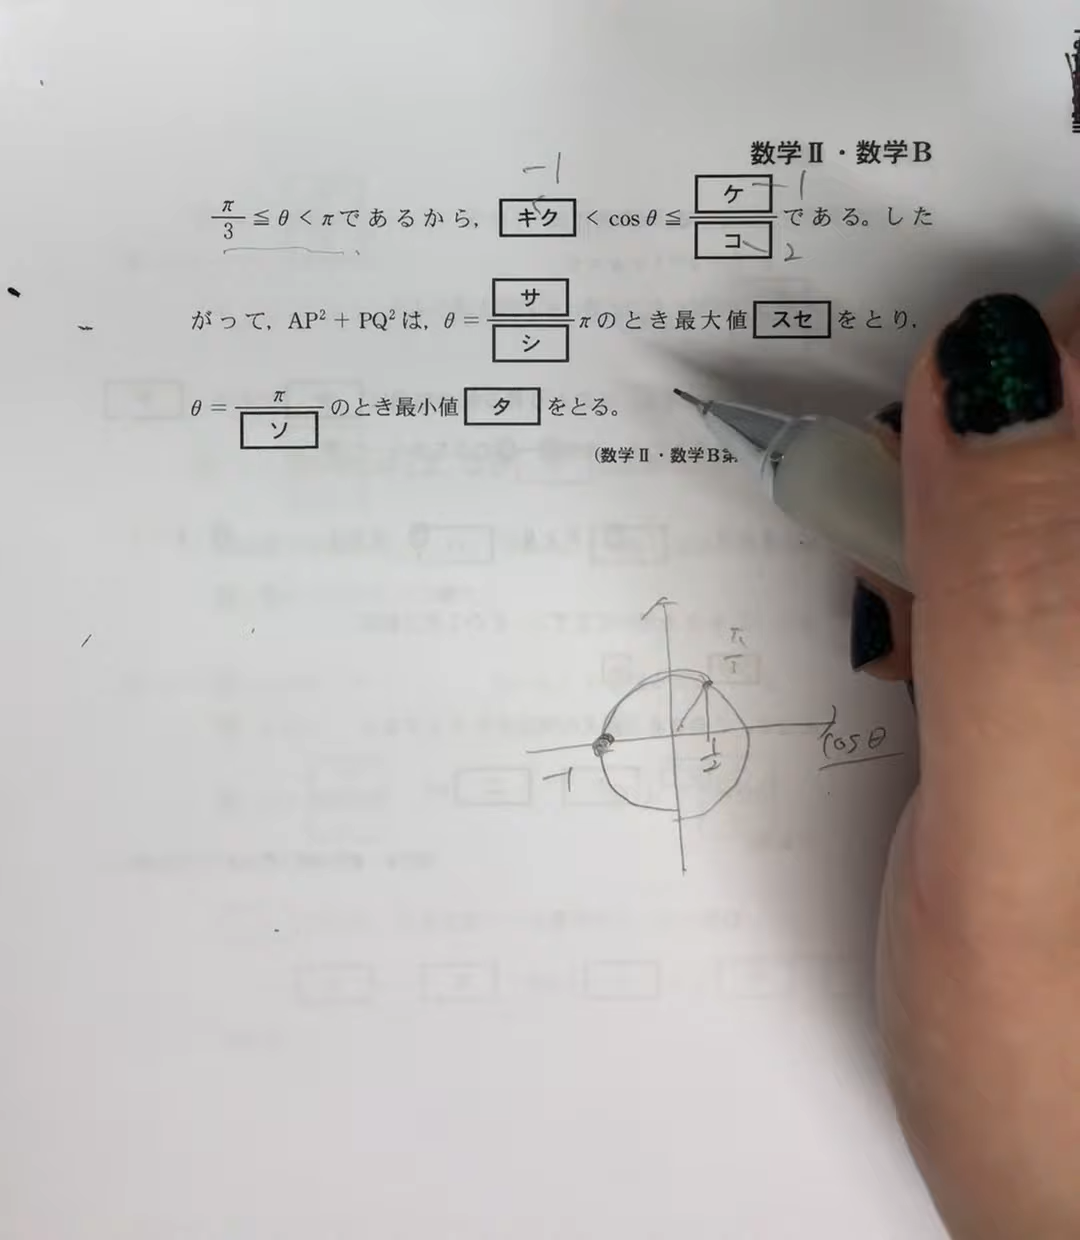 数学Ⅱ・数学B
-1
π/3 ≦ θ < πであるから, キク < cos θ ≦ ケ/コ である。した
1
2
がって, AP² + PQ² は, θ = サ/シ π のとき最大値 スセ をとり,
θ = π/ソ のとき最小値 タ をとる。
(数学Ⅱ・数学B第
π/3
-1
1/2
cos θ